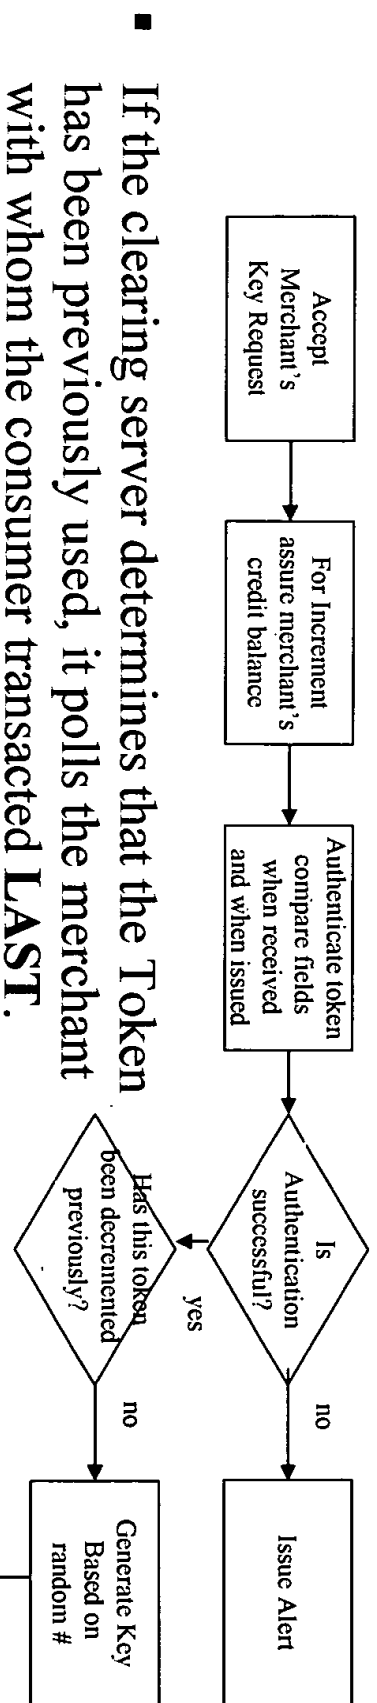 Accept
Merchant's
Key Request
For Increment
assure merchant's
credit balance
Authenticate token
compare fields
when received
and when issued
Is
Authentication
successful?
no
Issue Alert
yes
Has this token
been decremented
previously?
no
Generate Key
Based on
random #
▪ If the clearing server determines that the Token
has been previously used, it polls the merchant
with whom the consumer transacted LAST.